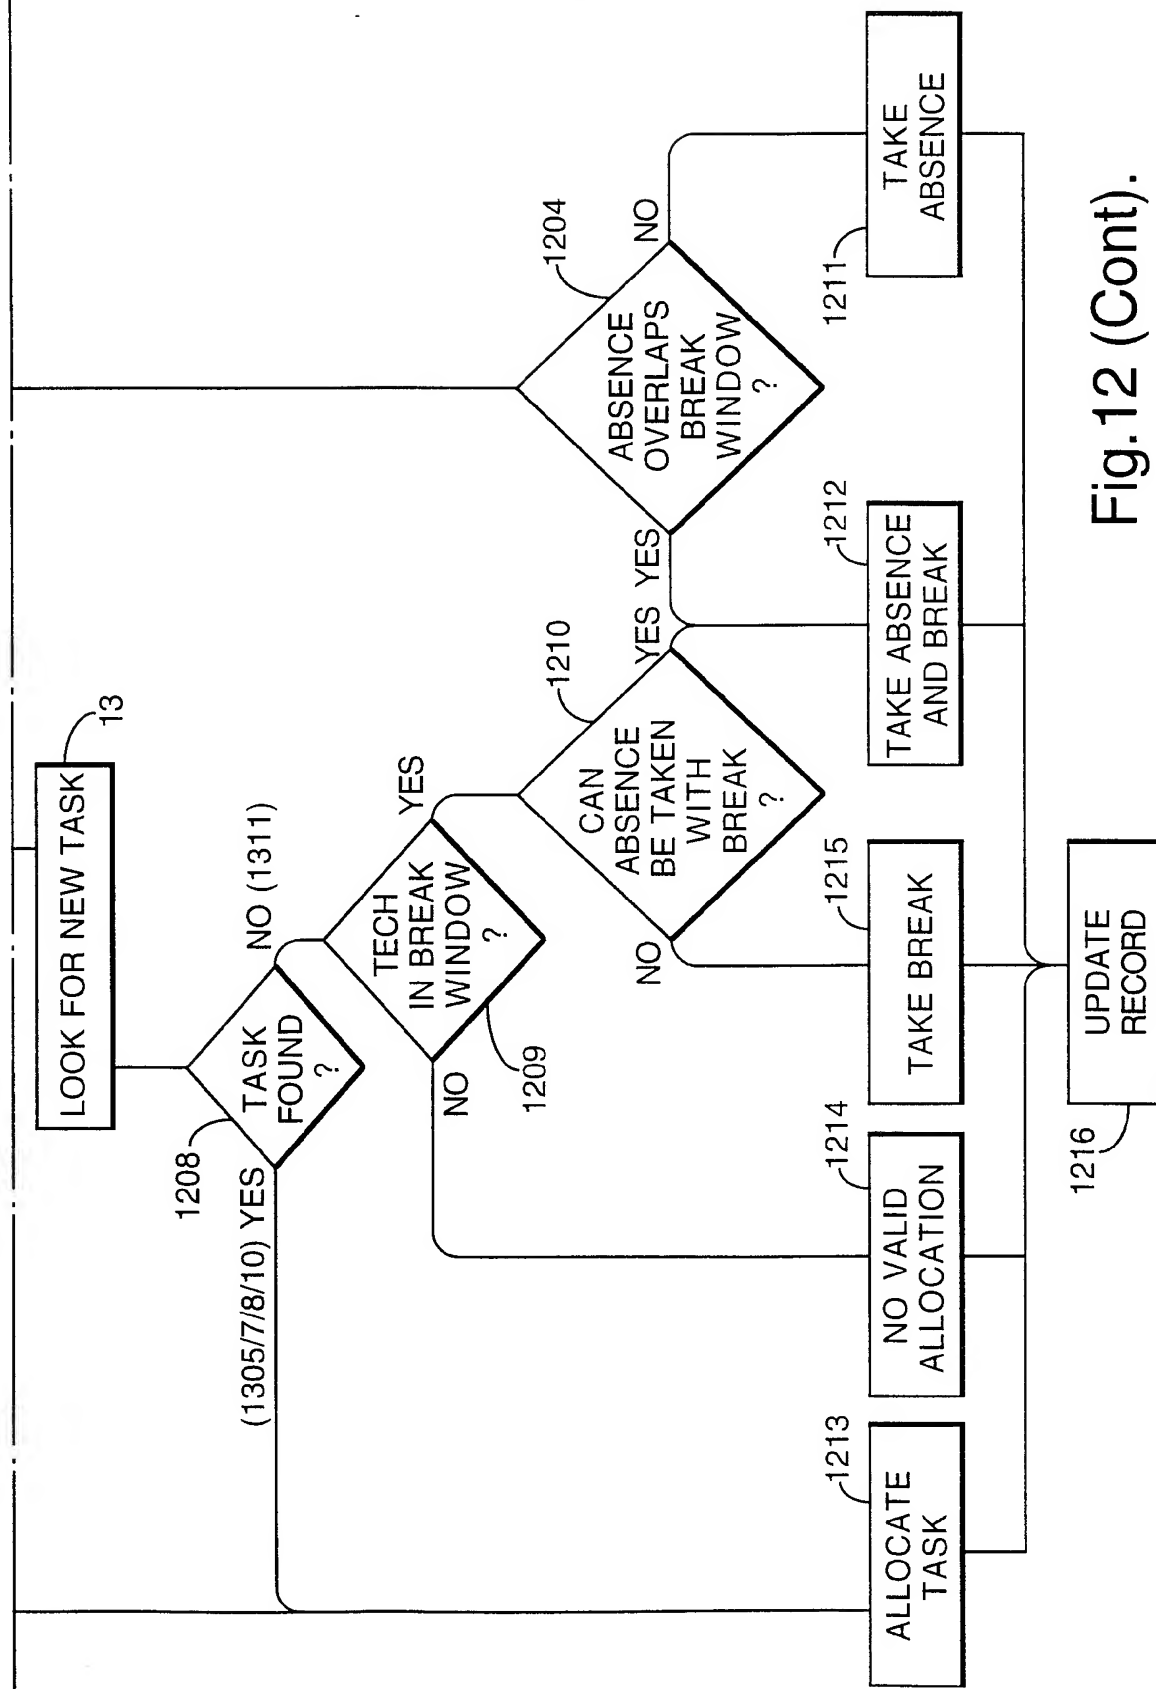 LOOK FOR NEW TASK
13
TASK
FOUND
?
1208
(1305/7/8/10) YES
NO (1311)
TECH
IN BREAK
WINDOW
?
1209
YES
NO
CAN
ABSENCE
BE TAKEN
WITH
BREAK
?
1210
YES
NO
ABSENCE
OVERLAPS
BREAK
WINDOW
?
1204
YES
NO
ALLOCATE
TASK
1213
NO VALID
ALLOCATION
1214
TAKE BREAK
1215
TAKE ABSENCE
AND BREAK
1212
TAKE
ABSENCE
1211
UPDATE
RECORD
1216
Fig.12 (Cont).